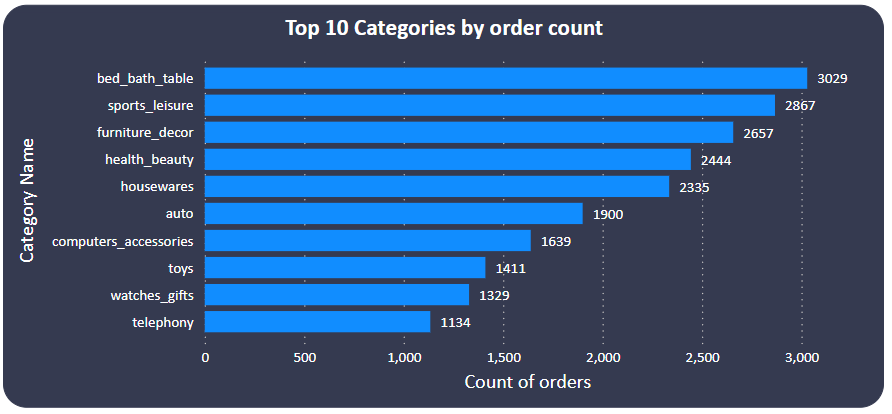 Top 10 Categories by order count
Category Name
bed_bath_table 3029
sports_leisure 2867
furniture_decor 2657
health_beauty 2444
housewares 2335
auto 1900
computers_accessories 1639
toys 1411
watches_gifts 1329
telephony 1134
0 500 1,000 1,500 2,000 2,500 3,000
Count of orders